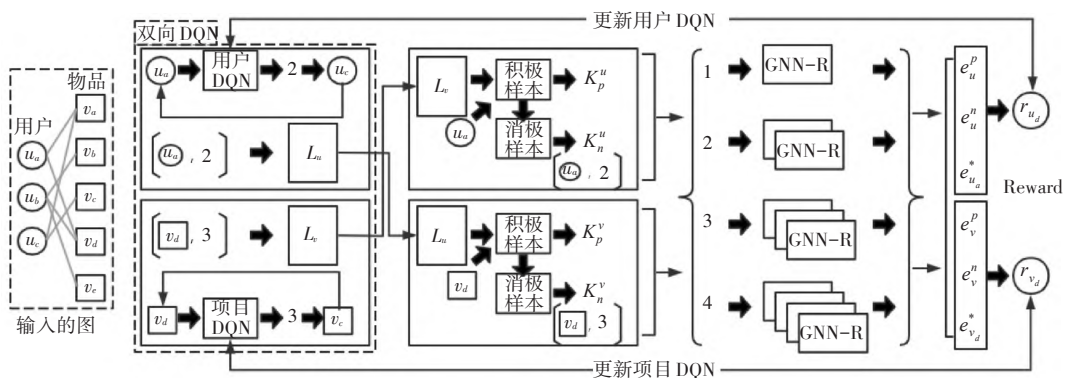 更新用户 DQN
双向 DQN
物品
用户
v_a
v_b
v_c
v_d
v_e
u_a
u_b
u_c
输入的图
u_a
用户
DQN
2
u_c
u_a , 2
L_u
v_d , 3
L_v
v_d
项目
DQN
3
v_c
L_v
u_a
积极
样本
K_p^u
消极
样本
K_n^u
u_a , 2
L_u
v_d
积极
样本
K_p^v
消极
样本
K_n^v
v_d , 3
1
GNN-R
2
GNN-R
3
GNN-R
4
GNN-R
e_u^p
e_u^n
e_{u_a}^*
e_v^p
e_v^n
e_{v_d}^*
r_{u_d}
Reward
r_{v_d}
更新项目 DQN